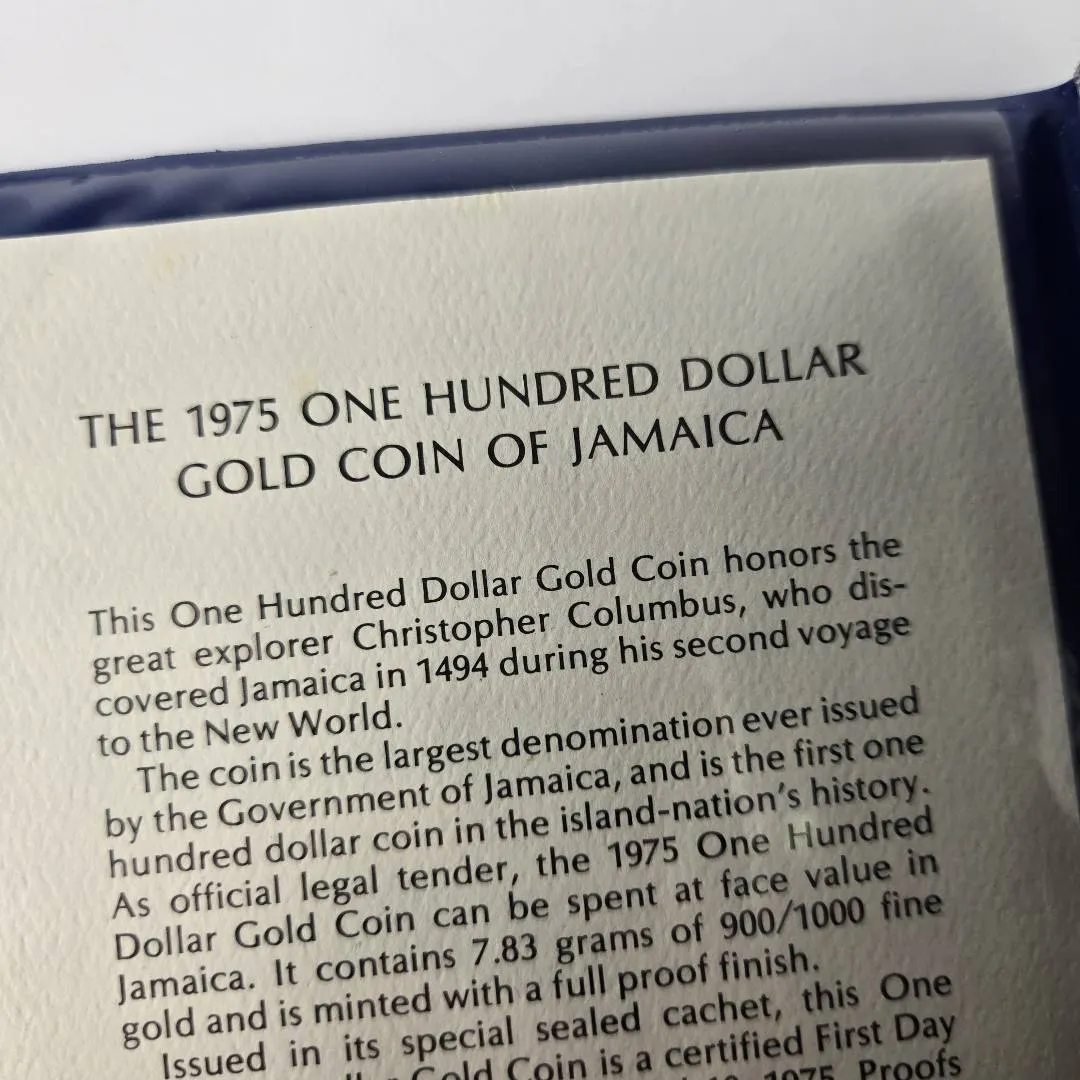 THE 1975 ONE HUNDRED DOLLAR
GOLD COIN OF JAMAICA
This One Hundred Dollar Gold Coin honors the
great explorer Christopher Columbus, who dis-
covered Jamaica in 1494 during his second voyage
to the New World.
The coin is the largest denomination ever issued
by the Government of Jamaica, and is the first one
hundred dollar coin in the island-nation's history.
As official legal tender, the 1975 One Hundred
Dollar Gold Coin can be spent at face value in
Jamaica. It contains 7.83 grams of 900/1000 fine
gold and is minted with a full proof finish.
Issued in its special sealed cachet, this One
Gold Coin is a certified First Day
1975. Proofs